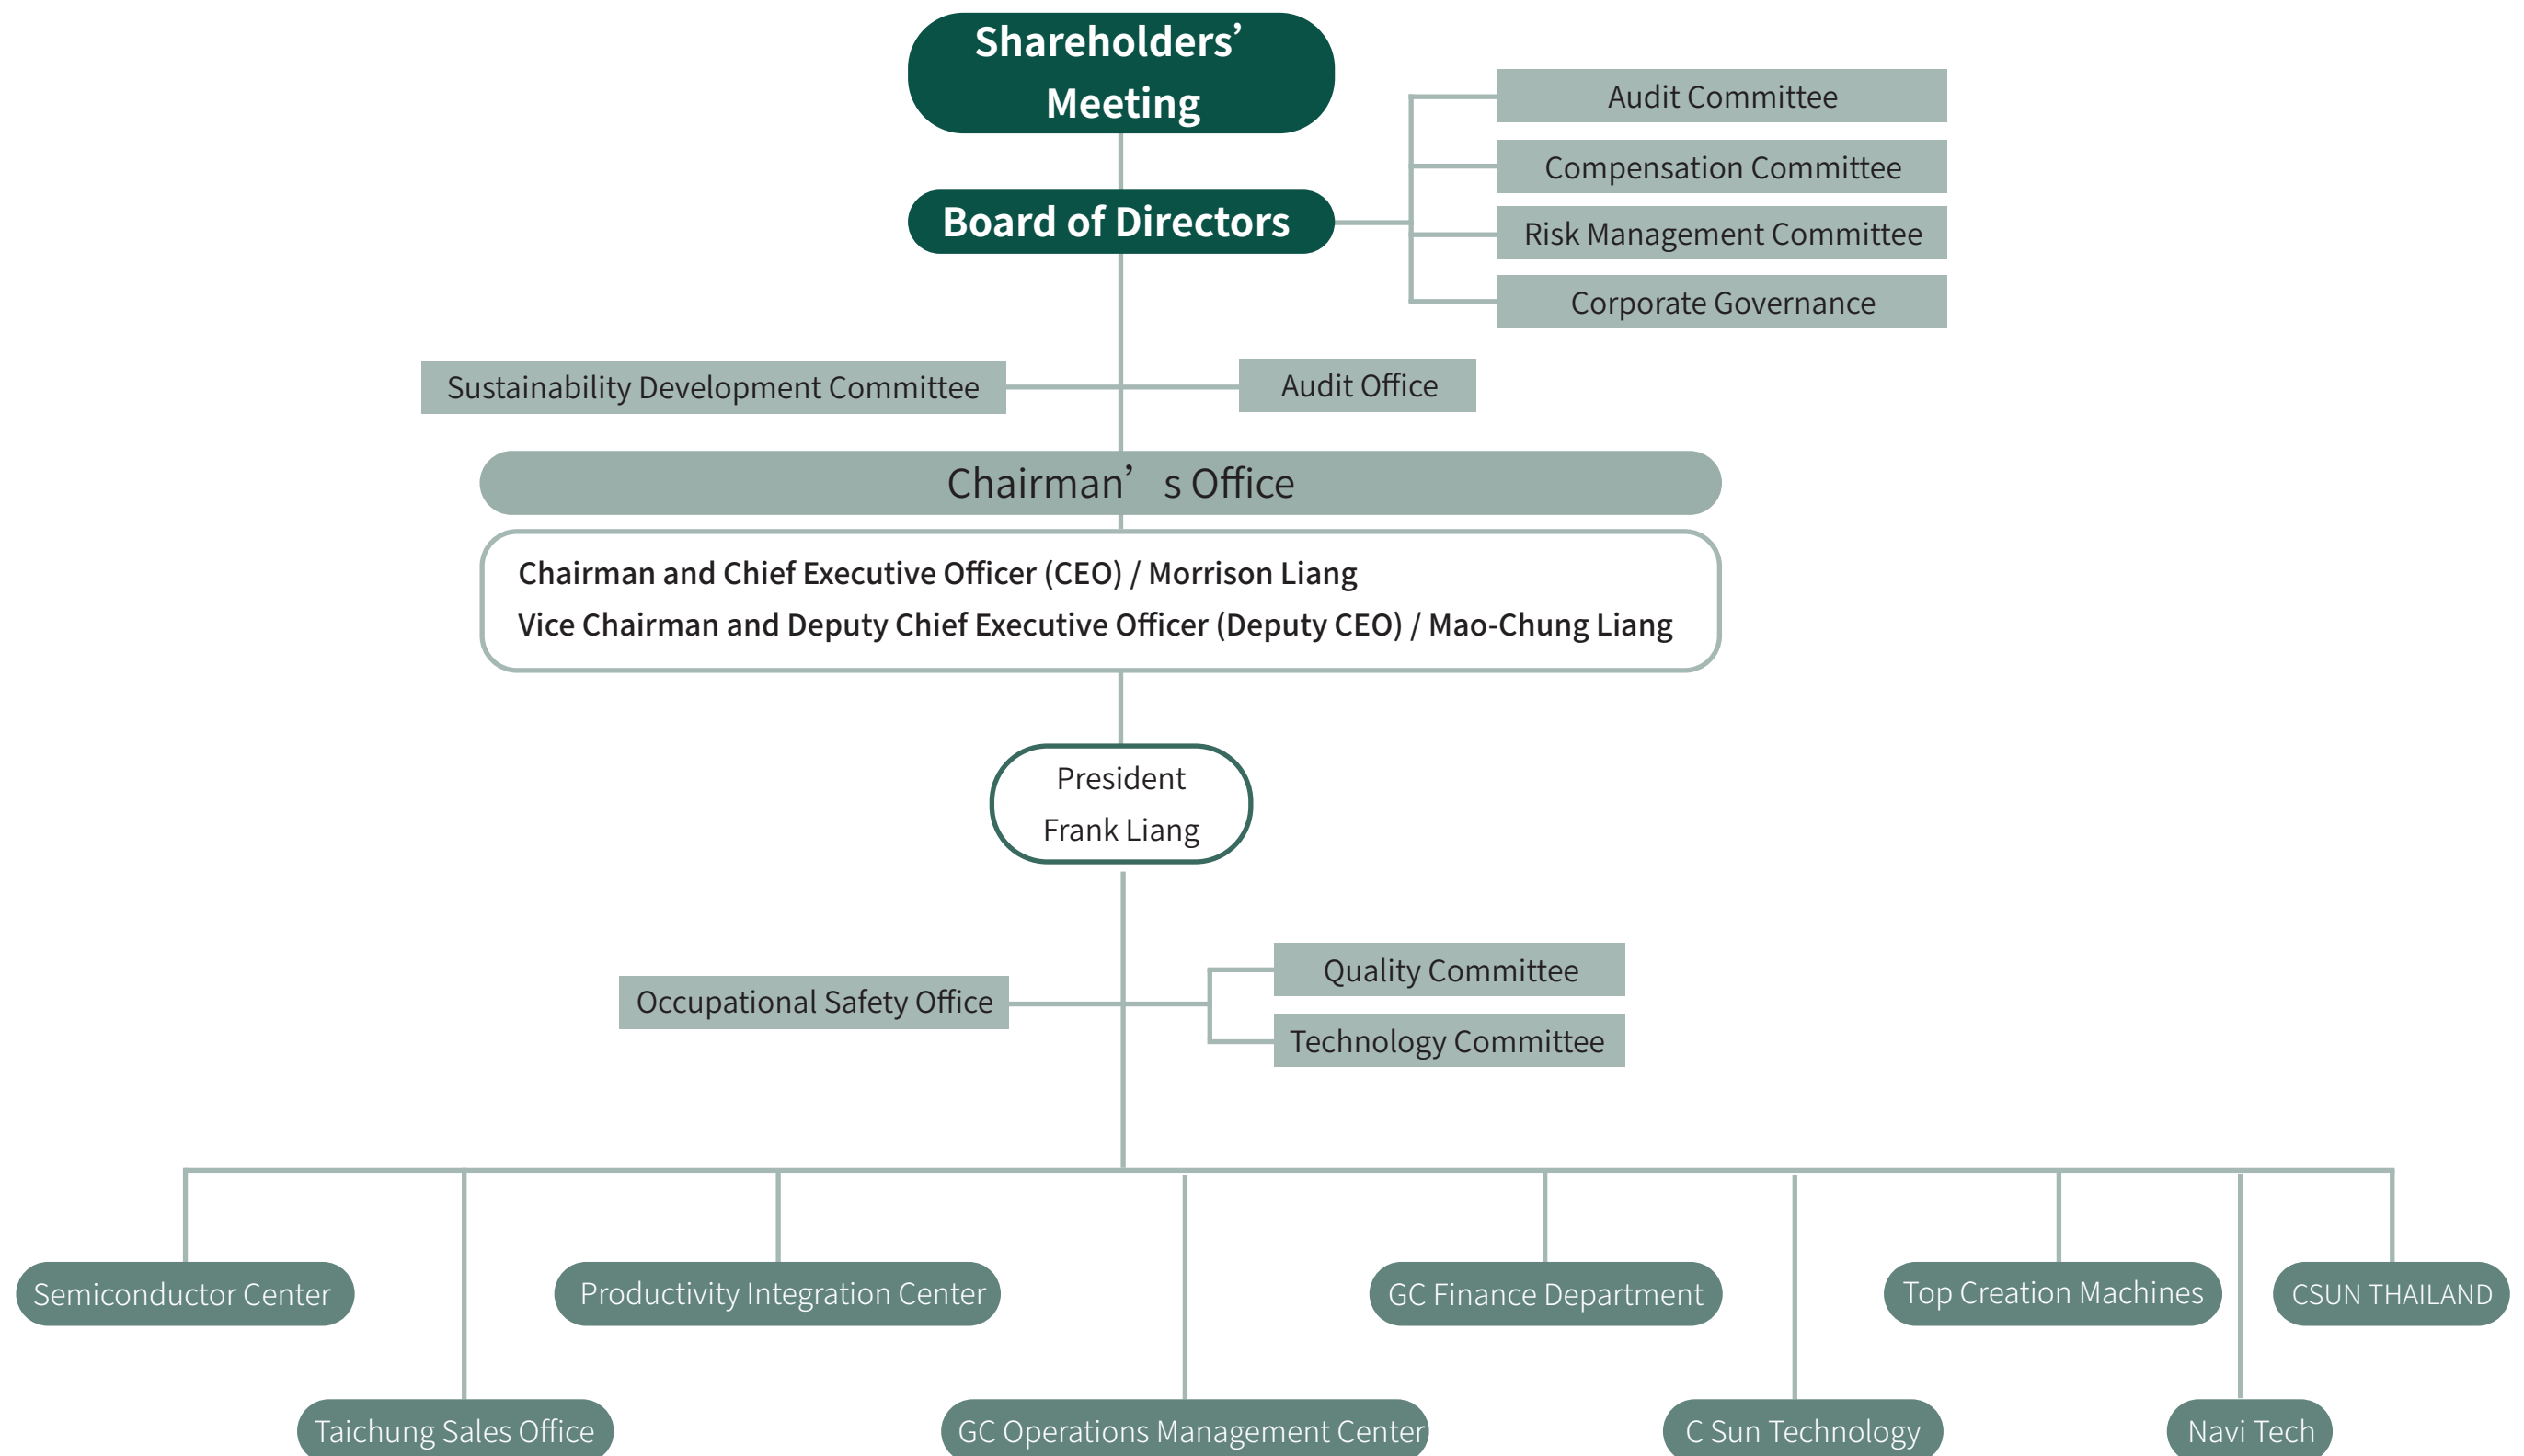 Shareholders’
Meeting
Audit Committee
Compensation Committee
Board of Directors
Risk Management Committee
Corporate Governance
Sustainability Development Committee
Audit Office
Chairman’s Office
Chairman and Chief Executive Officer (CEO) / Morrison Liang
Vice Chairman and Deputy Chief Executive Officer (Deputy CEO) / Mao-Chung Liang
President
Frank Liang
Occupational Safety Office
Quality Committee
Technology Committee
Semiconductor Center
Productivity Integration Center
GC Finance Department
Top Creation Machines
CSUN THAILAND
Taichung Sales Office
GC Operations Management Center
C Sun Technology
Navi Tech